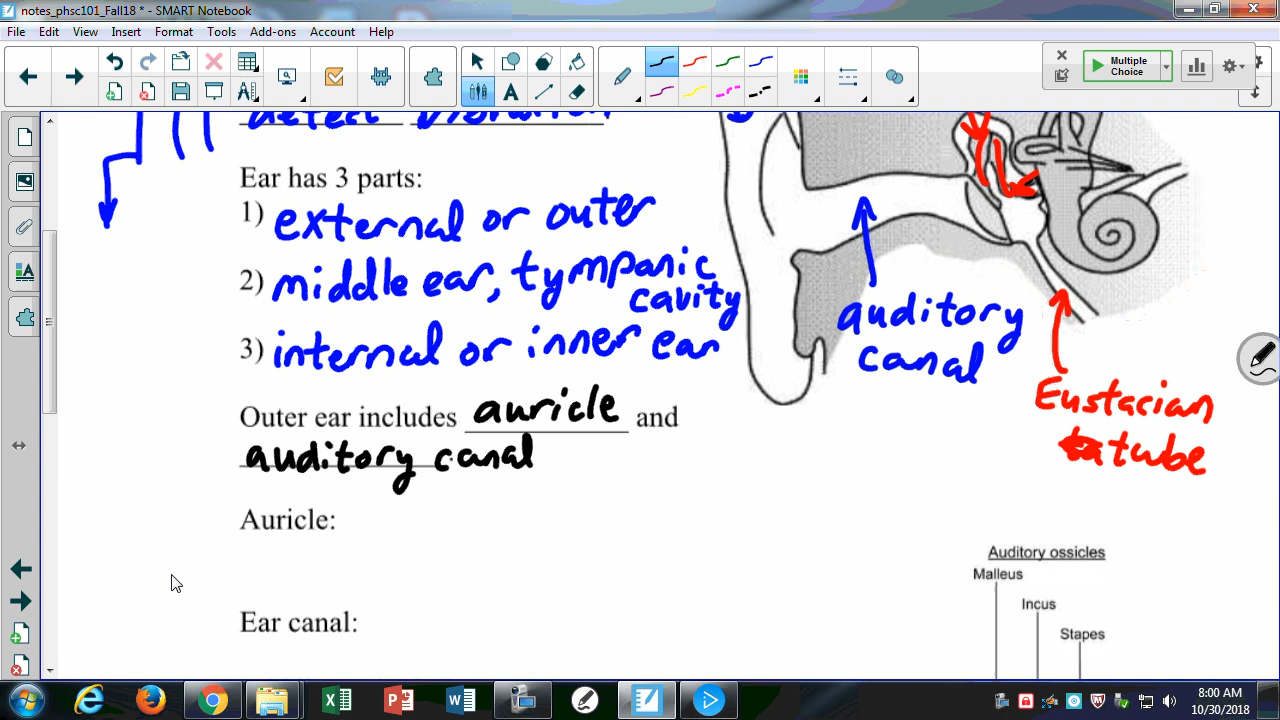 notes_phsc101_Fall18 * - SMART Notebook
File Edit View Insert Format Tools Add-ons Account Help
Multiple
Choice
detect vibration
Ear has 3 parts:
1) external or outer
2) middle ear, tympanic
cavity
3) internal or inner ear
auditory
canal
Eustacian
tube
Outer ear includes auricle and
auditory canal
Auricle:
Ear canal:
Auditory ossicles
Malleus
Incus
Stapes
8:00 AM
10/30/2018